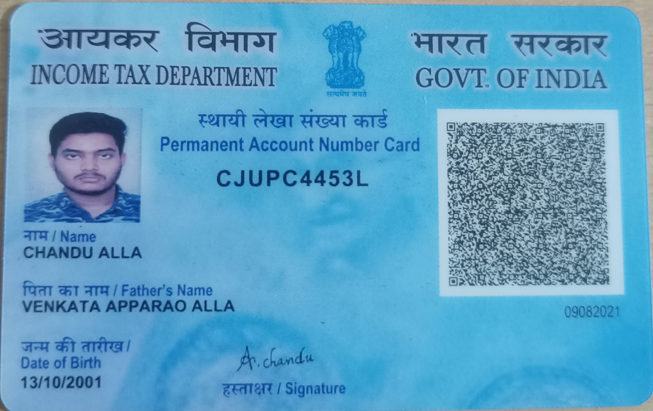 आयकर विभाग
INCOME TAX DEPARTMENT
सत्यमेव जयते
भारत सरकार
GOVT. OF INDIA
स्थायी लेखा संख्या कार्ड
Permanent Account Number Card
CJUPC4453L
नाम / Name
CHANDU ALLA
पिता का नाम / Father's Name
VENKATA APPARAO ALLA
09082021
जन्म की तारीख /
Date of Birth
13/10/2001
A. chandu
हस्ताक्षर / Signature